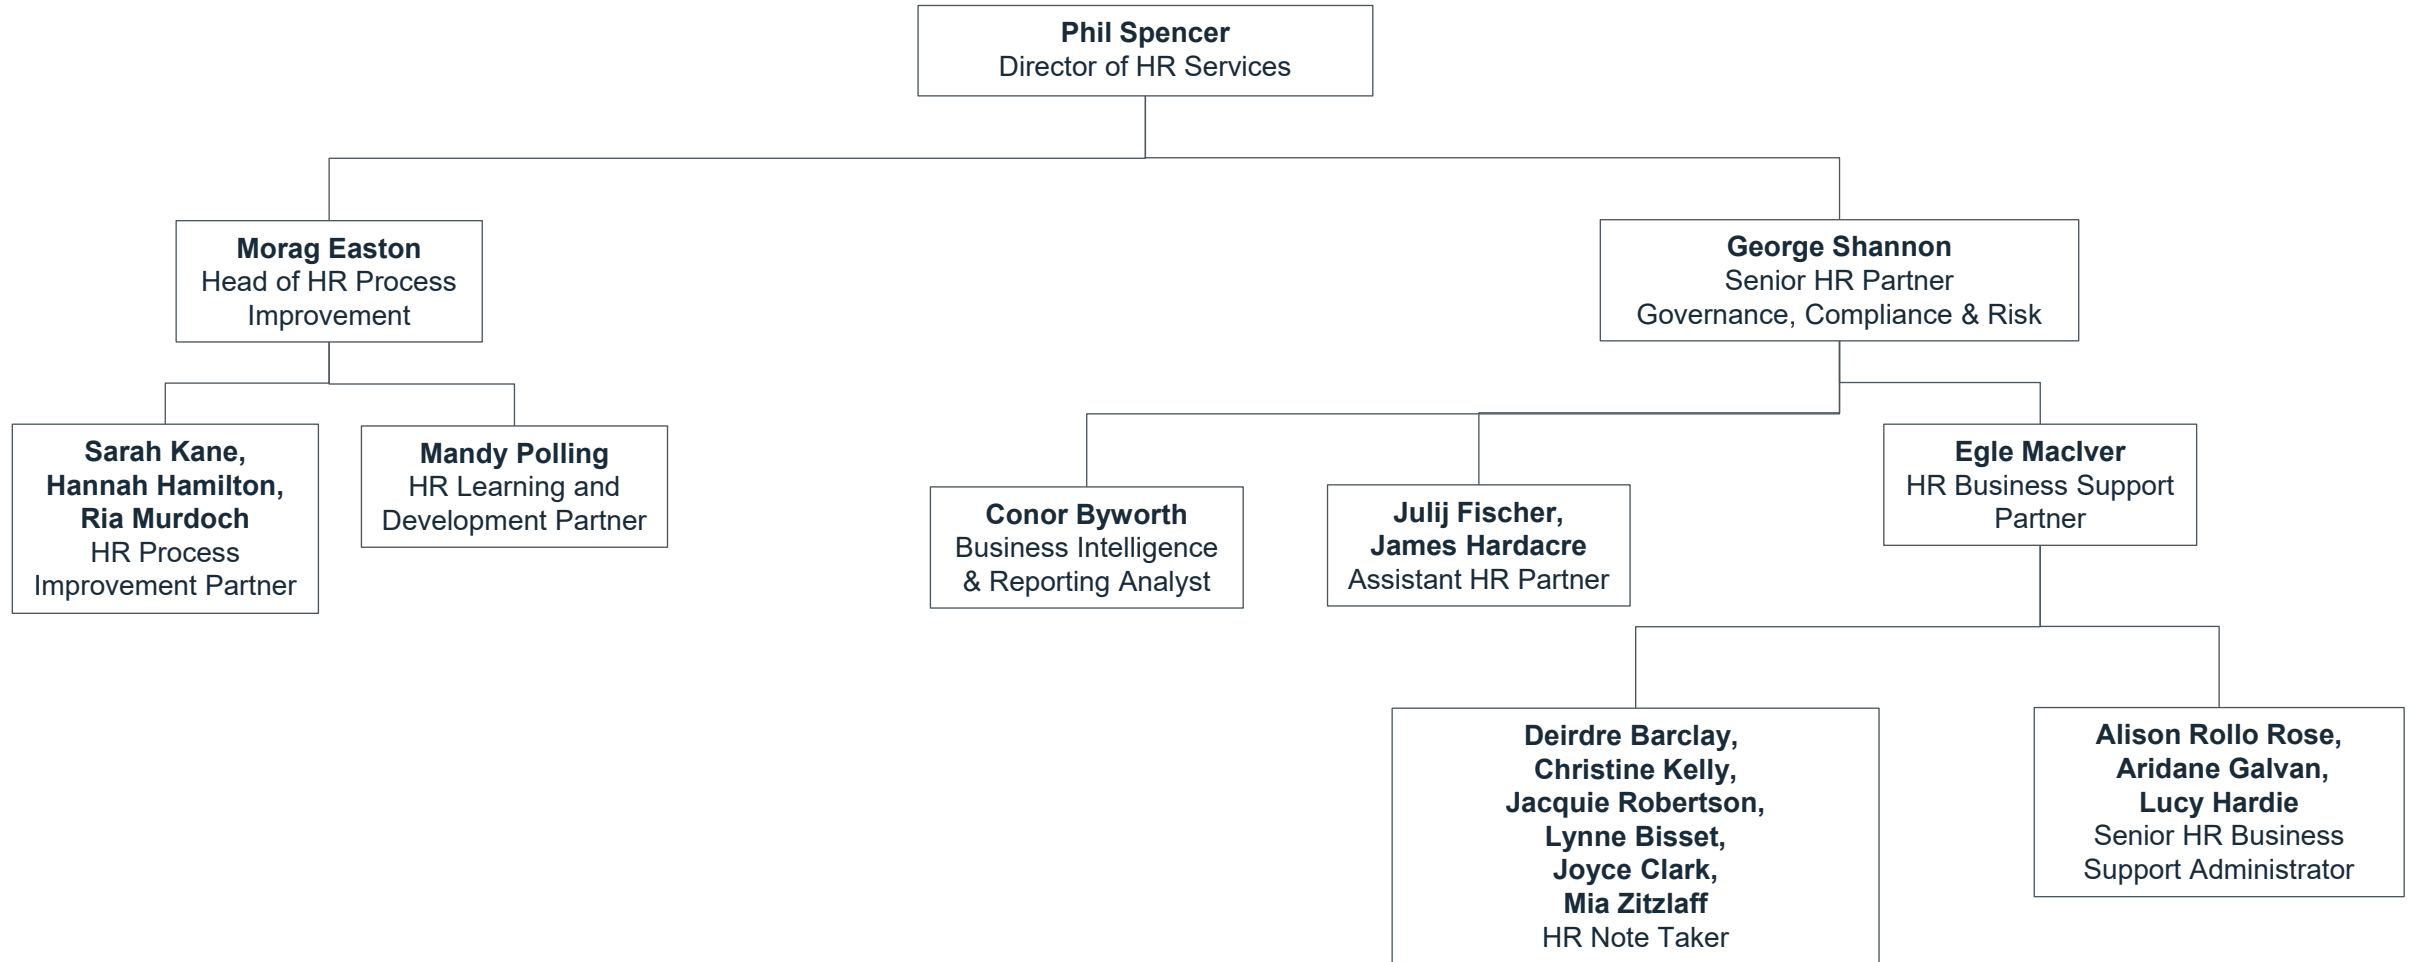 Phil Spencer
Director of HR Services
Morag Easton
Head of HR Process
Improvement
George Shannon
Senior HR Partner
Governance, Compliance & Risk
Sarah Kane,
Hannah Hamilton,
Ria Murdoch
HR Process
Improvement Partner
Mandy Polling
HR Learning and
Development Partner
Conor Byworth
Business Intelligence
& Reporting Analyst
Julij Fischer,
James Hardacre
Assistant HR Partner
Egle MacIver
HR Business Support
Partner
Deirdre Barclay,
Christine Kelly,
Jacquie Robertson,
Lynne Bisset,
Joyce Clark,
Mia Zitzlaff
HR Note Taker
Alison Rollo Rose,
Aridane Galvan,
Lucy Hardie
Senior HR Business
Support Administrator